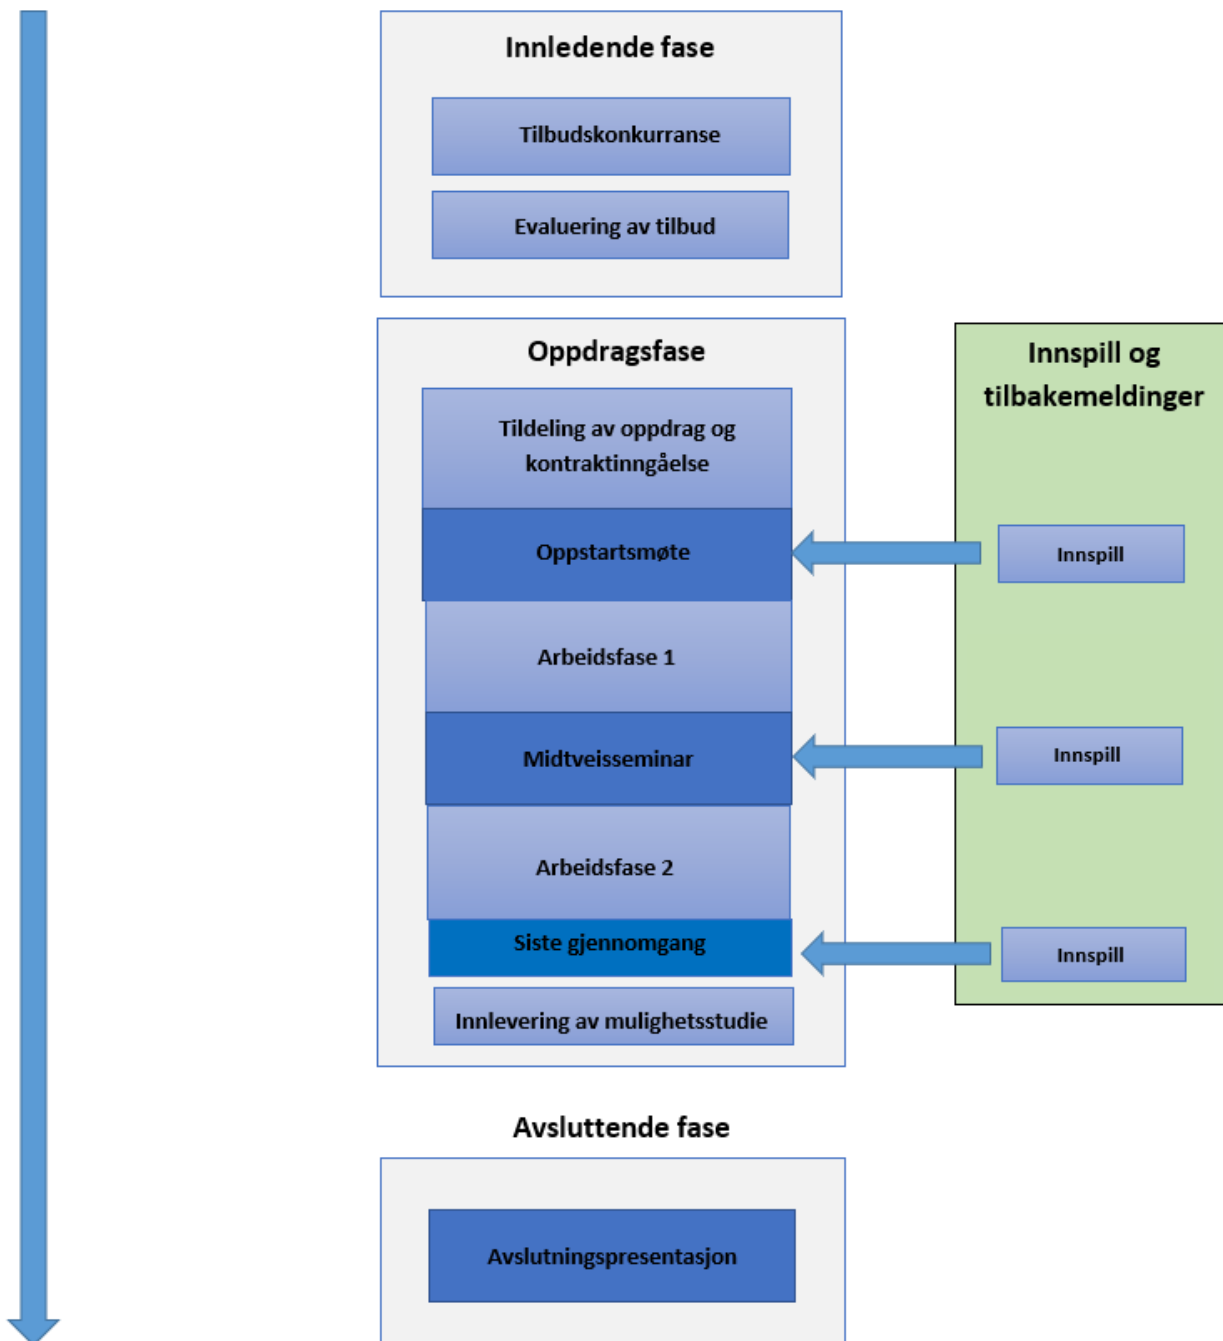 Innledende fase
Tilbudskonkurranse
Evaluering av tilbud
Oppdragsfase
Tildeling av oppdrag og
kontraktinngåelse
Oppstartsmøte
Arbeidsfase 1
Midtveisseminar
Arbeidsfase 2
Siste gjennomgang
Innlevering av mulighetsstudie
Innspill og
tilbakemeldinger
Innspill
Innspill
Innspill
Avsluttende fase
Avslutningspresentasjon